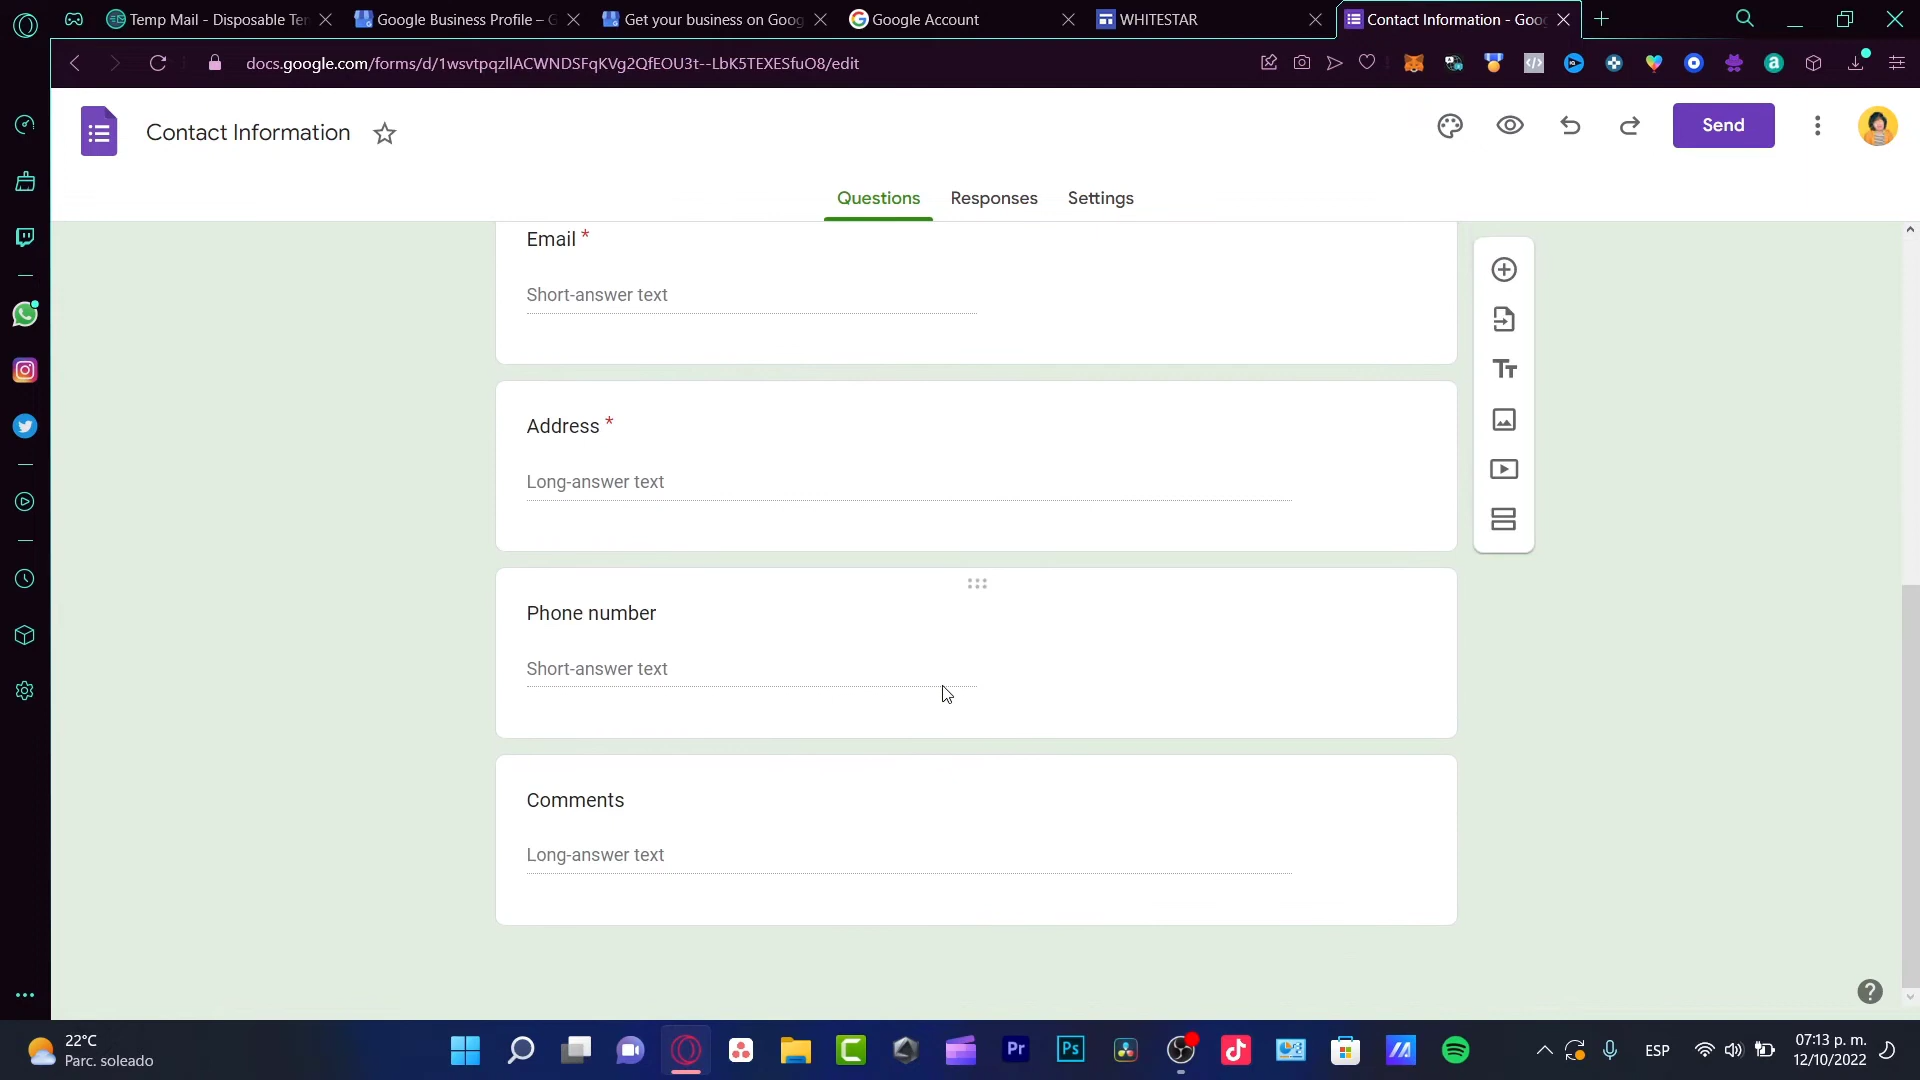 Temp Mail - Disposable Te
Google Business Profile – G
Get your business on Goog
Google Account
WHITESTAR
Contact Information - Goo
docs.google.com/forms/d/1wsvtpqzllACWNDSFqKVg2QfEOU3t--LbK5TEXESfuO8/edit
Contact Information
Send
Questions
Responses
Settings
Email *
Short-answer text
Address *
Long-answer text
Phone number
Short-answer text
Comments
Long-answer text
22°C
Parc. soleado
ESP
07:13 p. m.
12/10/2022